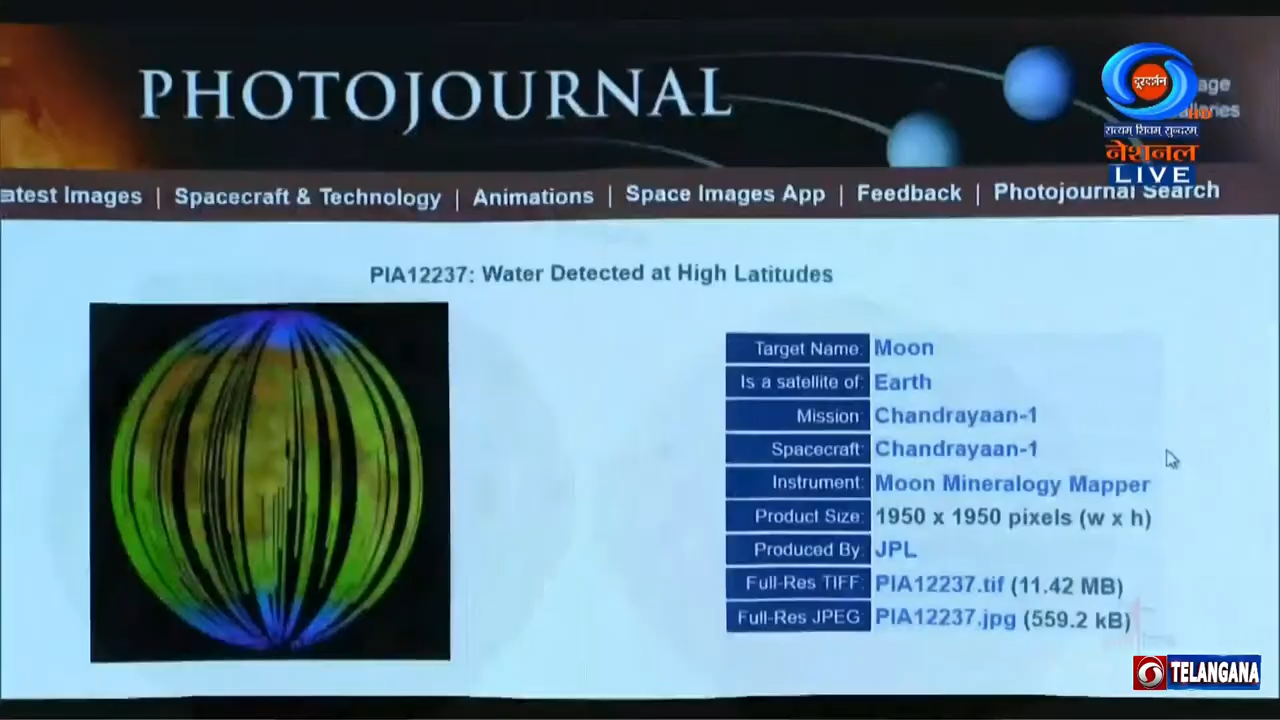 PHOTOJOURNAL
दूरदर्शन
HD
सत्यम् शिवम् सुन्दरम्
नेशनल
LIVE
atest Images | Spacecraft & Technology | Animations | Space Images App | Feedback | Photojournal Search
PIA12237: Water Detected at High Latitudes
Target Name: Moon
Is a satellite of: Earth
Mission: Chandrayaan-1
Spacecraft: Chandrayaan-1
Instrument: Moon Mineralogy Mapper
Product Size: 1950 x 1950 pixels (w x h)
Produced By: JPL
Full-Res TIFF: PIA12237.tif (11.42 MB)
Full-Res JPEG: PIA12237.jpg (559.2 kB)
TELANGANA